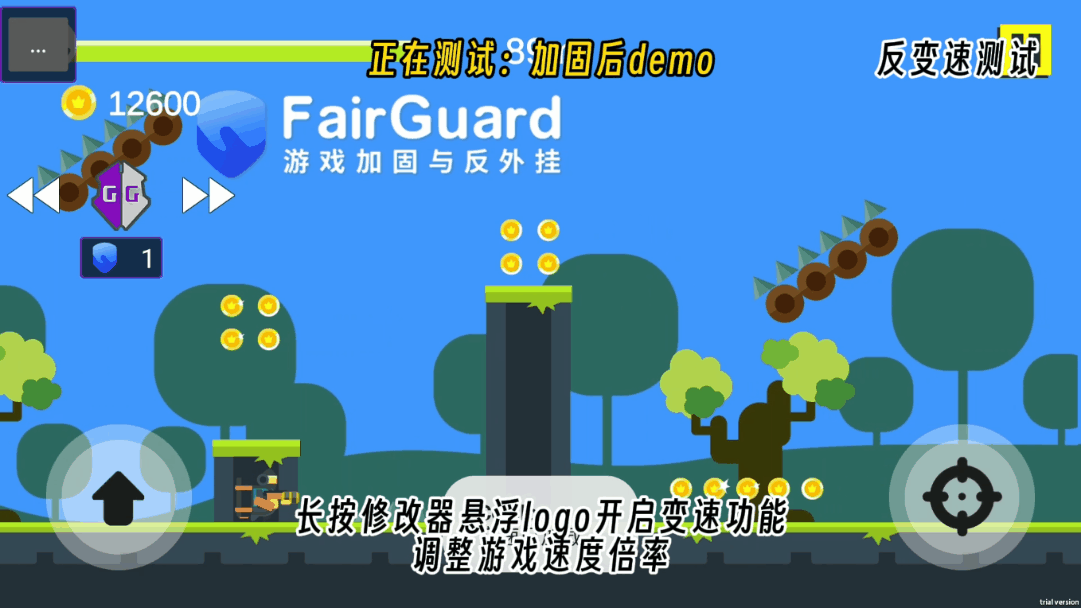 ...
正在测试：加固后demo
反变速测试
12600
FairGuard
游戏加固与反外挂
GG
1
长按修改器悬浮logo开启变速功能
调整游戏速度倍率
trial version